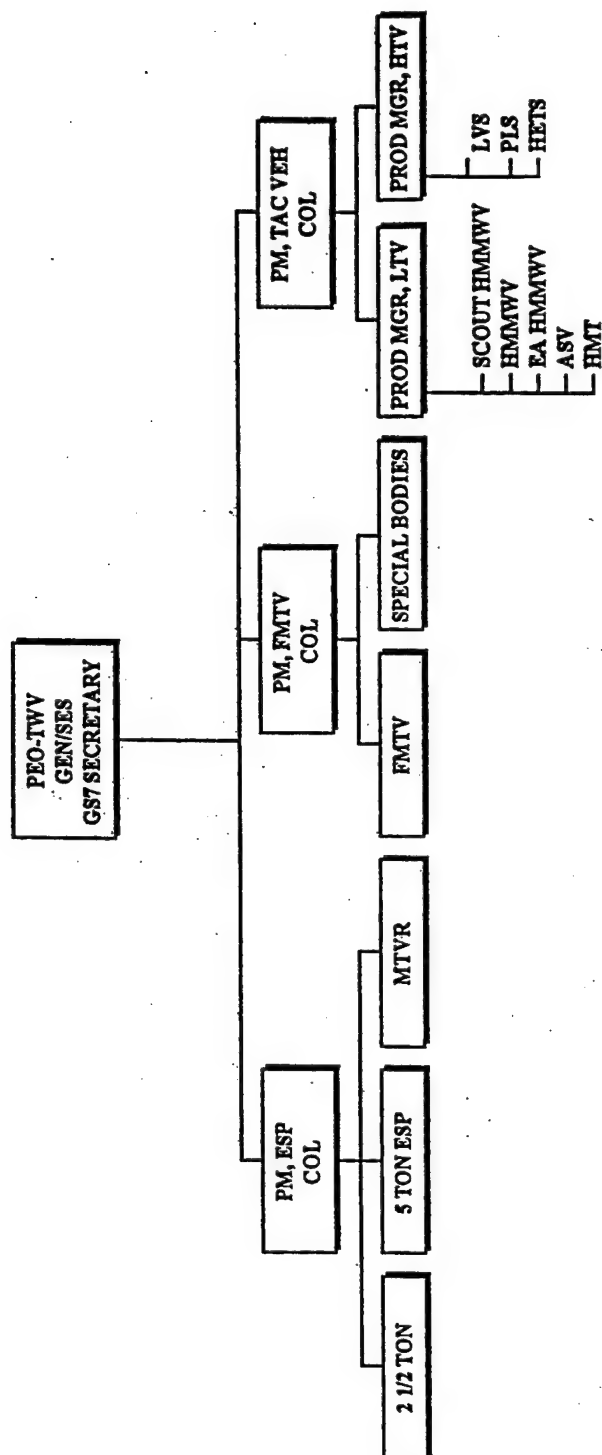 PEO-TWV
GEN/SES
GS7 SECRETARY
PM, ESP
COL
PM, FMTV
COL
PM, TAC VEH
COL
2 1/2 TON
5 TON ESP
MTVR
FMTV
SPECIAL BODIES
PROD MGR, LTV
PROD MGR, HTV
SCOUT HMMWV
HMMWV
EA HMMWV
ASV
HMT
LVS
PLS
HETS